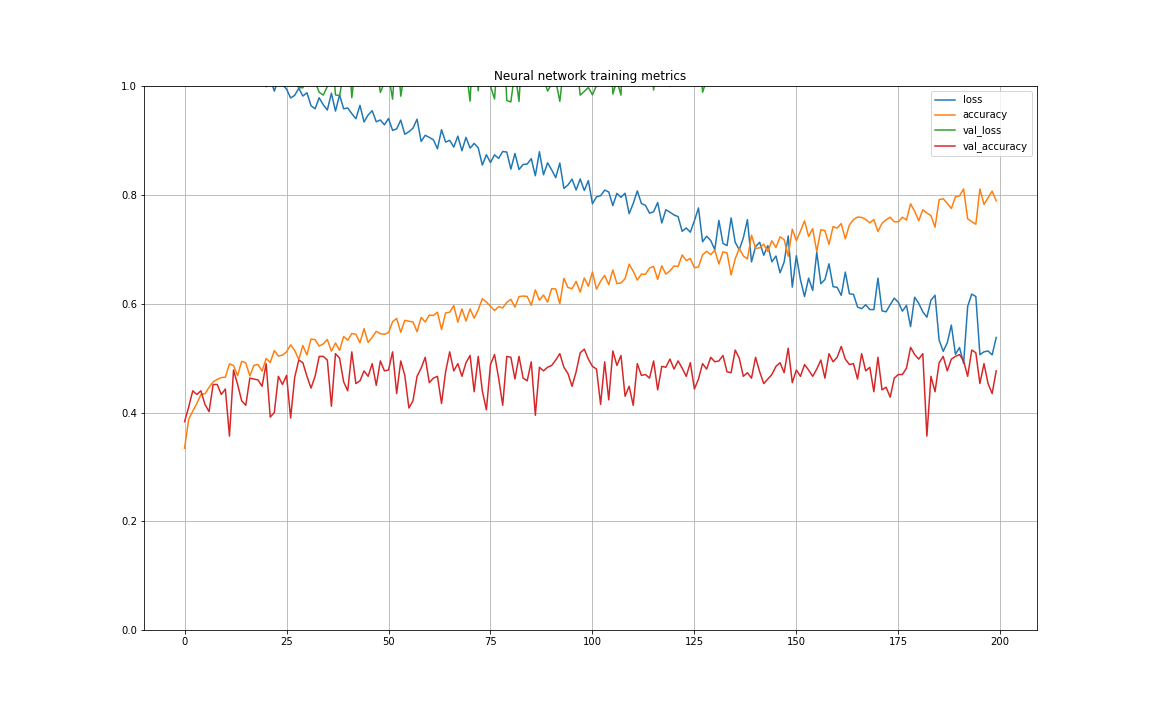 Neural network training metrics
1.0
0.8
0.6
0.4
0.2
0.0
loss
accuracy
val_loss
val_accuracy
0 25 50 75 100 125 150 175 200